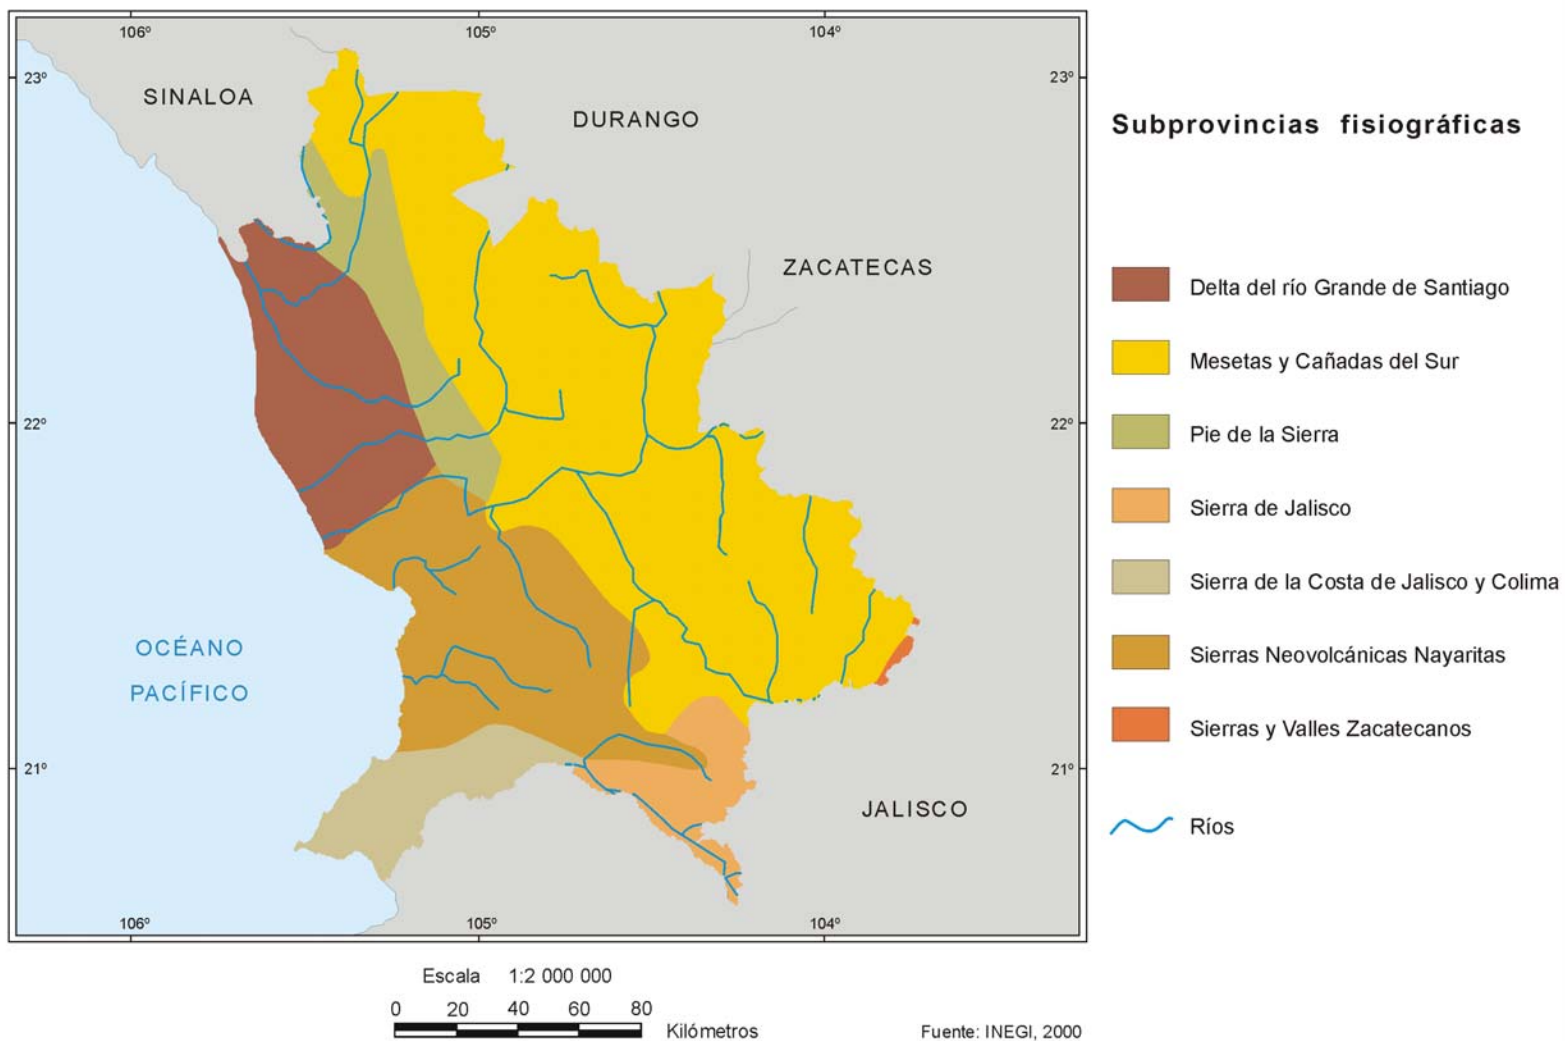 106º
105º
104º
23º
23º
SINALOA
DURANGO
ZACATECAS
22º
22º
OCÉANO
PACÍFICO
21º
21º
JALISCO
106º
105º
104º
Subprovincias fisiográficas
Delta del río Grande de Santiago
Mesetas y Cañadas del Sur
Pie de la Sierra
Sierra de Jalisco
Sierra de la Costa de Jalisco y Colima
Sierras Neovolcánicas Nayaritas
Sierras y Valles Zacatecanos
Ríos
Escala 1:2 000 000
0 20 40 60 80
Kilómetros
Fuente: INEGI, 2000